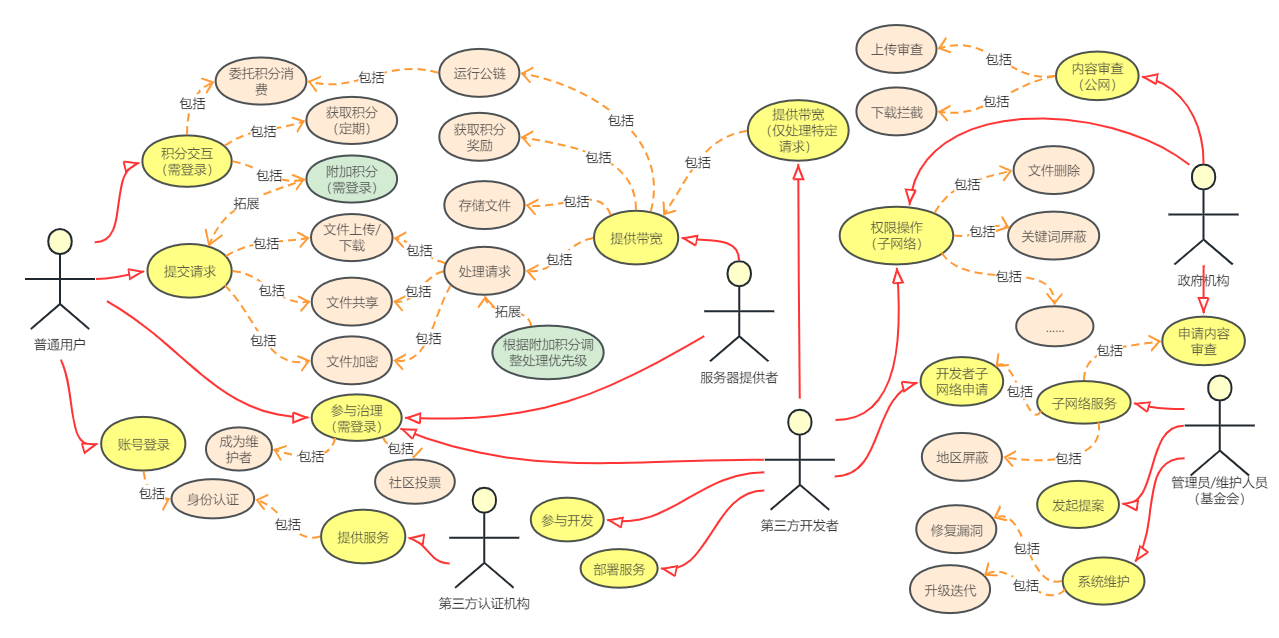 委托积分消
费
包括
运行公链
上传审查
包括
内容审查
（公网）
包括
获取积分
（定期）
包括
包括
获取积分
奖励
包括
提供带宽
（仅处理特定
请求）
下载拦截
包括
积分交互
（需登录）
包括
附加积分
（需登录）
包括
包括
文件删除
包括
拓展
存储文件
包括
文件上传/
下载
包括
包括
提供带宽
权限操作
（子网络）
包括
关键词屏蔽
提交请求
处理请求
包括
包括
政府机构
包括
文件共享
包括
拓展
……
普通用户
包括
文件加密
包括
根据附加积分调
整处理优先级
包括
申请内容
审查
服务器提供者
开发者子
网络申请
包括
子网络服务
参与治理
（需登录）
账号登录
成为维
护者
包括
包括
地区屏蔽
包括
社区投票
管理员/维护人员
（基金会）
包括
身份认证
发起提案
包括
提供服务
参与开发
第三方开发者
修复漏洞
包括
部署服务
系统维护
升级迭代
包括
第三方认证机构